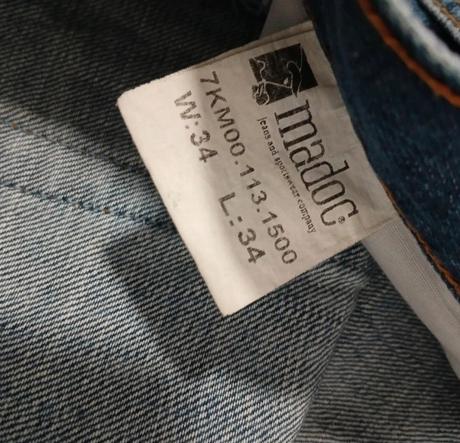 madoc®
jeans and sportswear company
7KM00.113.1500
W:34 L:34